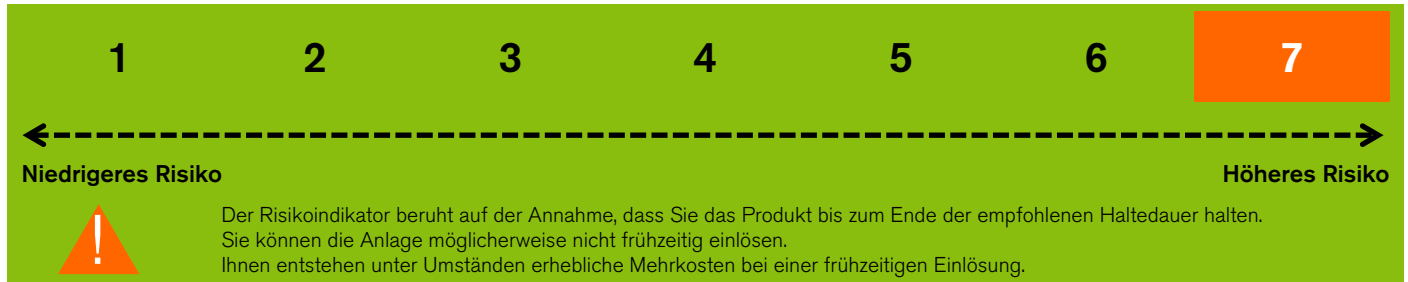 1 2 3 4 5 6 7
Niedrigeres Risiko Höheres Risiko
!
Der Risikoindikator beruht auf der Annahme, dass Sie das Produkt bis zum Ende der empfohlenen Haltedauer halten.
Sie können die Anlage möglicherweise nicht frühzeitig einlösen.
Ihnen entstehen unter Umständen erhebliche Mehrkosten bei einer frühzeitigen Einlösung.